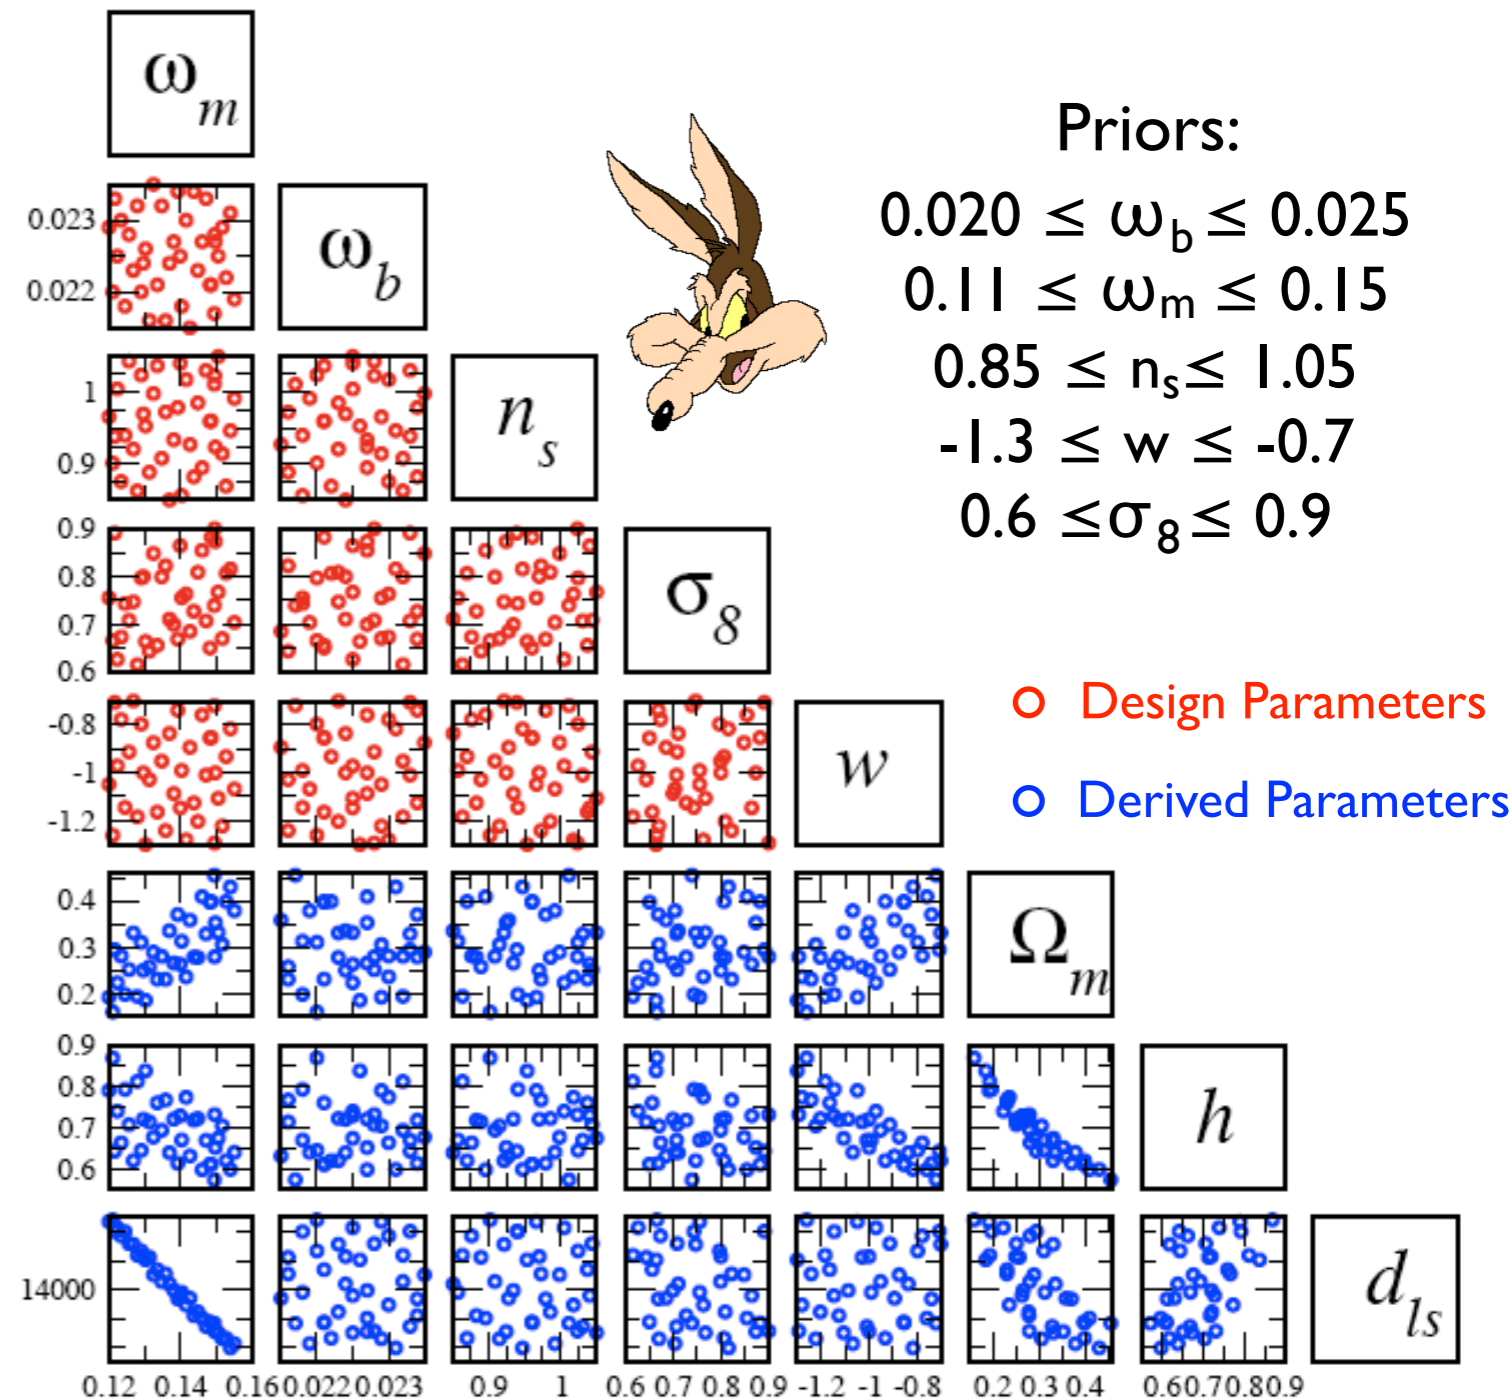 ω_m
Priors:
0.020 ≤ ω_b ≤ 0.025
0.023
0.022
ω_b
0.11 ≤ ω_m ≤ 0.15
0.85 ≤ n_s ≤ 1.05
1
0.9
n_s
-1.3 ≤ w ≤ -0.7
0.6 ≤ σ_8 ≤ 0.9
0.9
0.8
0.7
0.6
σ_8
Design Parameters
-0.8
-1
-1.2
w
Derived Parameters
0.4
0.3
0.2
Ω_m
0.9
0.8
0.7
0.6
h
14000
d_ls
0.12 0.14 0.16 0.022 0.023 0.9 1 0.6 0.7 0.8 0.9 -1.2 -1 -0.8 0.2 0.3 0.4 0.6 0.7 0.8 0.9